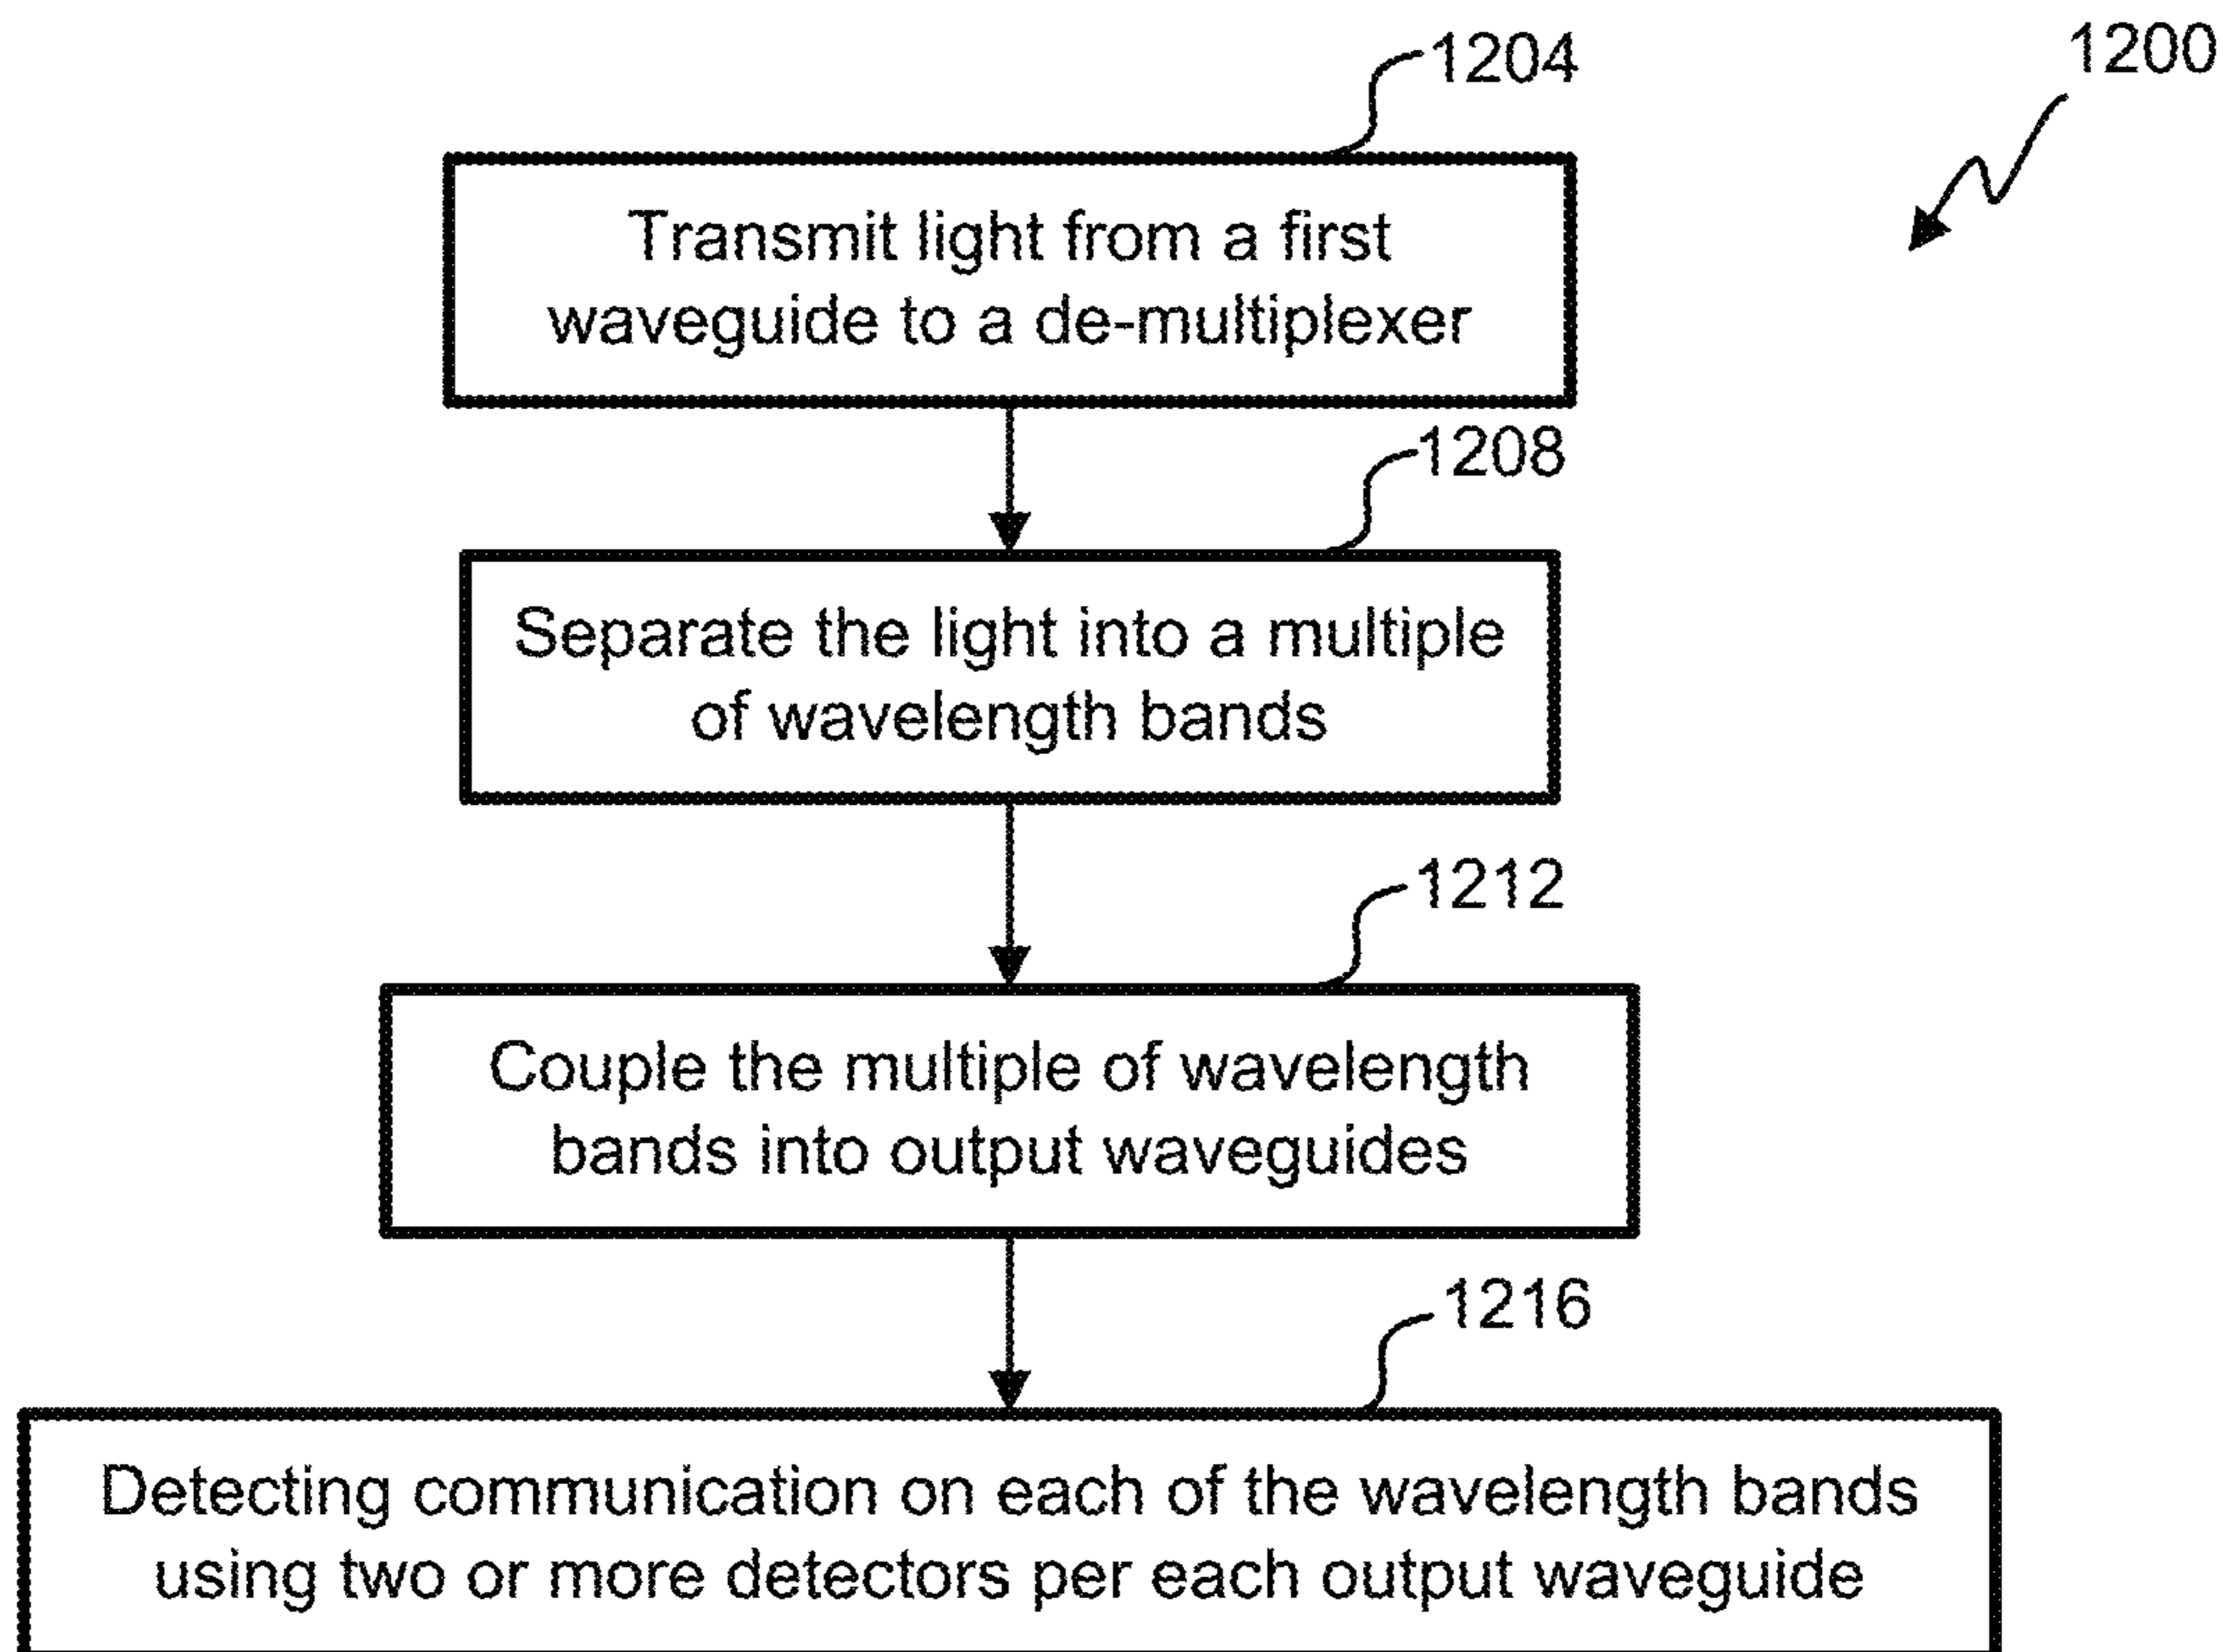 1200
1204
Transmit light from a first
waveguide to a de-multiplexer
1208
Separate the light into a multiple
of wavelength bands
1212
Couple the multiple of wavelength
bands into output waveguides
1216
Detecting communication on each of the wavelength bands
using two or more detectors per each output waveguide